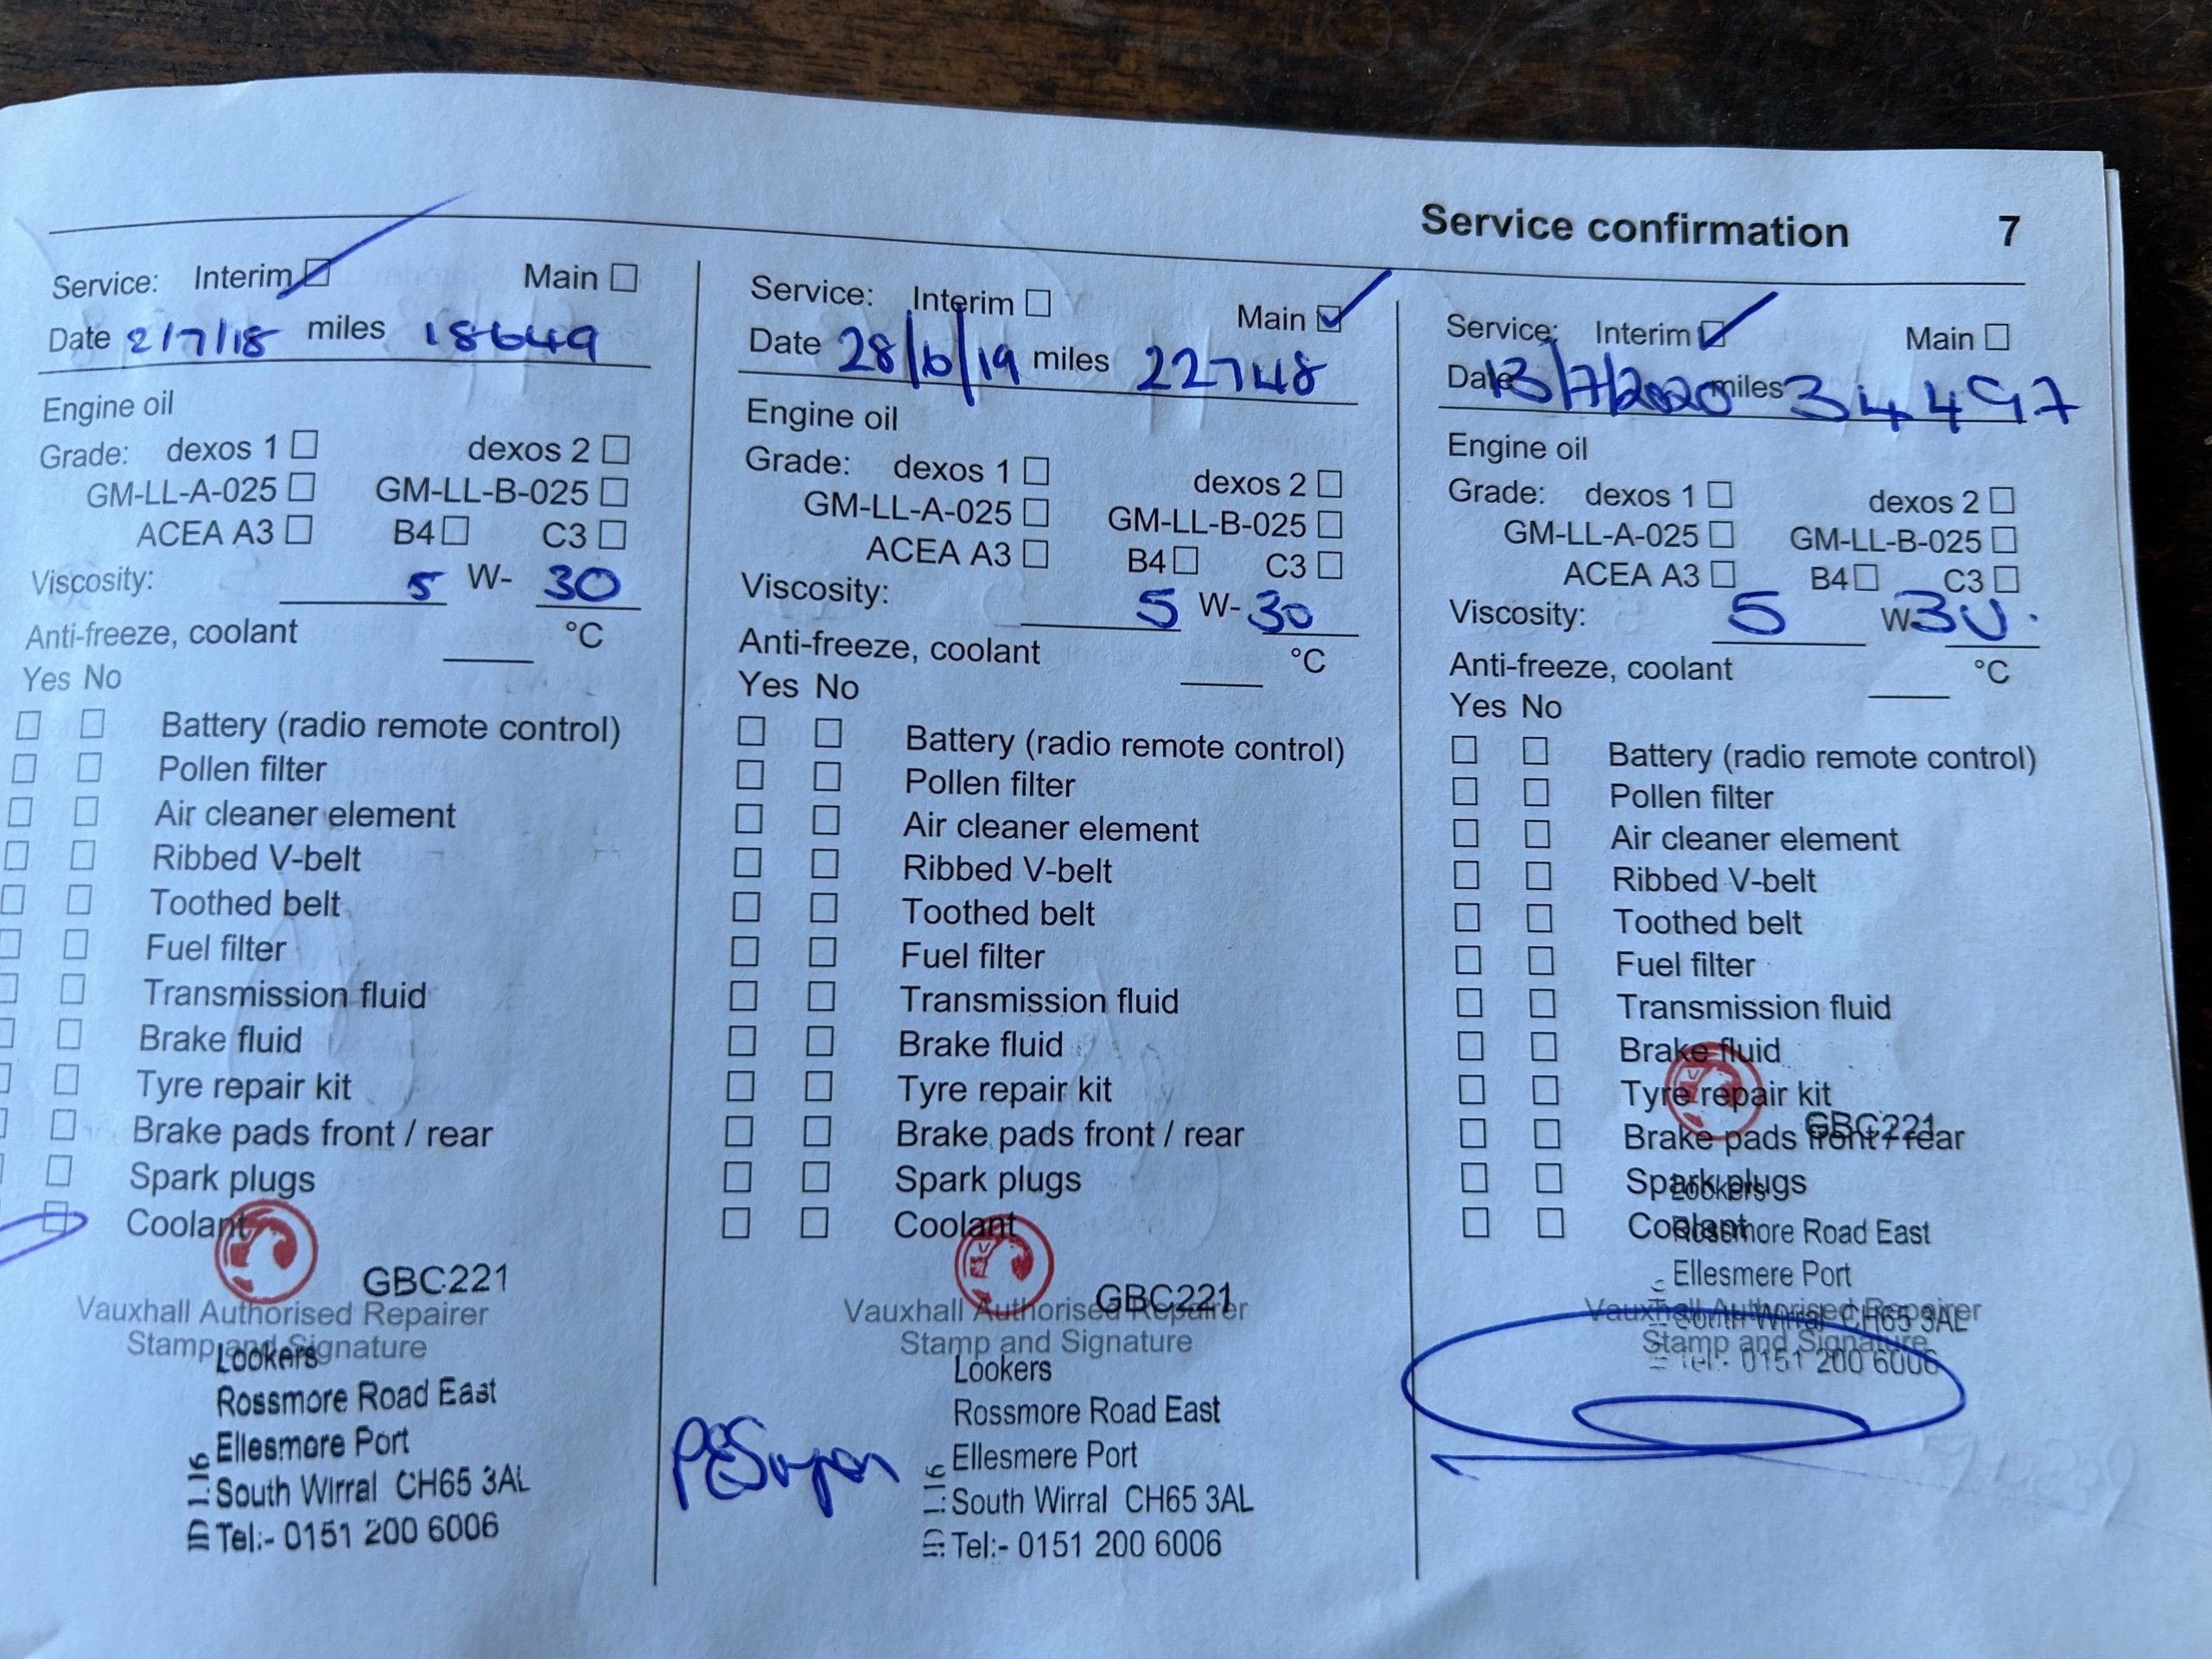 Service confirmation 7
Service: Interim ☑ Main ☐
Date 2/7/18 miles 18649
Engine oil
Grade: dexos 1 ☐ dexos 2 ☐
GM-LL-A-025 ☐ GM-LL-B-025 ☐
ACEA A3 ☐ B4 ☐ C3 ☐
Viscosity: 5 W- 30
Anti-freeze, coolant ____ °C
Yes No
☐ ☐ Battery (radio remote control)
☐ ☐ Pollen filter
☐ ☐ Air cleaner element
☐ ☐ Ribbed V-belt
☐ ☐ Toothed belt
☐ ☐ Fuel filter
☐ ☐ Transmission fluid
☐ ☐ Brake fluid
☐ ☐ Tyre repair kit
☐ ☐ Brake pads front / rear
☐ ☐ Spark plugs
☐ Coolant
GBC221
Vauxhall Authorised Repairer
Stamp and Signature
Lookers
Rossmore Road East
Ellesmere Port
South Wirral CH65 3AL
Tel:- 0151 200 6006
Service: Interim ☐ Main ☑
Date 28/6/19 miles 22748
Engine oil
Grade: dexos 1 ☐ dexos 2 ☐
GM-LL-A-025 ☐ GM-LL-B-025 ☐
ACEA A3 ☐ B4 ☐ C3 ☐
Viscosity: 5 W- 30
Anti-freeze, coolant ____ °C
Yes No
☐ ☐ Battery (radio remote control)
☐ ☐ Pollen filter
☐ ☐ Air cleaner element
☐ ☐ Ribbed V-belt
☐ ☐ Toothed belt
☐ ☐ Fuel filter
☐ ☐ Transmission fluid
☐ ☐ Brake fluid
☐ ☐ Tyre repair kit
☐ ☐ Brake pads front / rear
☐ ☐ Spark plugs
☐ ☐ Coolant
GBC221
Vauxhall Authorised Repairer
Stamp and Signature
Lookers
Rossmore Road East
Ellesmere Port
South Wirral CH65 3AL
Tel:- 0151 200 6006
Service: Interim ☑ Main ☐
Date 13/7/2020 miles 34497
Engine oil
Grade: dexos 1 ☐ dexos 2 ☐
GM-LL-A-025 ☐ GM-LL-B-025 ☐
ACEA A3 ☐ B4 ☐ C3 ☐
Viscosity: 5 W 30.
Anti-freeze, coolant ____ °C
Yes No
☐ ☐ Battery (radio remote control)
☐ ☐ Pollen filter
☐ ☐ Air cleaner element
☐ ☐ Ribbed V-belt
☐ ☐ Toothed belt
☐ ☐ Fuel filter
☐ ☐ Transmission fluid
☐ ☐ Brake fluid
☐ ☐ Tyre repair kit
GBC221
☐ ☐ Brake pads front / rear
☐ ☐ Spark plugs
Lookers
☐ ☐ Coolant
Rossmore Road East
Ellesmere Port
Vauxhall Authorised Repairer
South Wirral CH65 3AL
Stamp and Signature
Tel:- 0151 200 6006